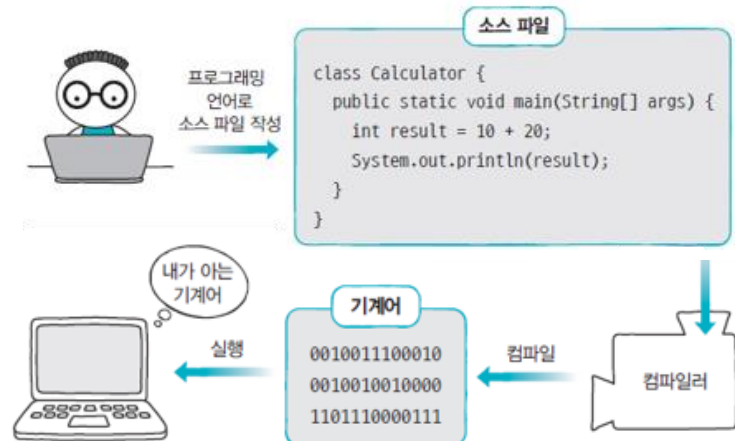 소스 파일
프로그래밍
언어로
소스 파일 작성
class Calculator {
public static void main(String[] args) {
int result = 10 + 20;
System.out.println(result);
}
}
내가 아는
기계어
실행
기계어
0010011100010
0010010010000
1101110000111
컴파일
컴파일러